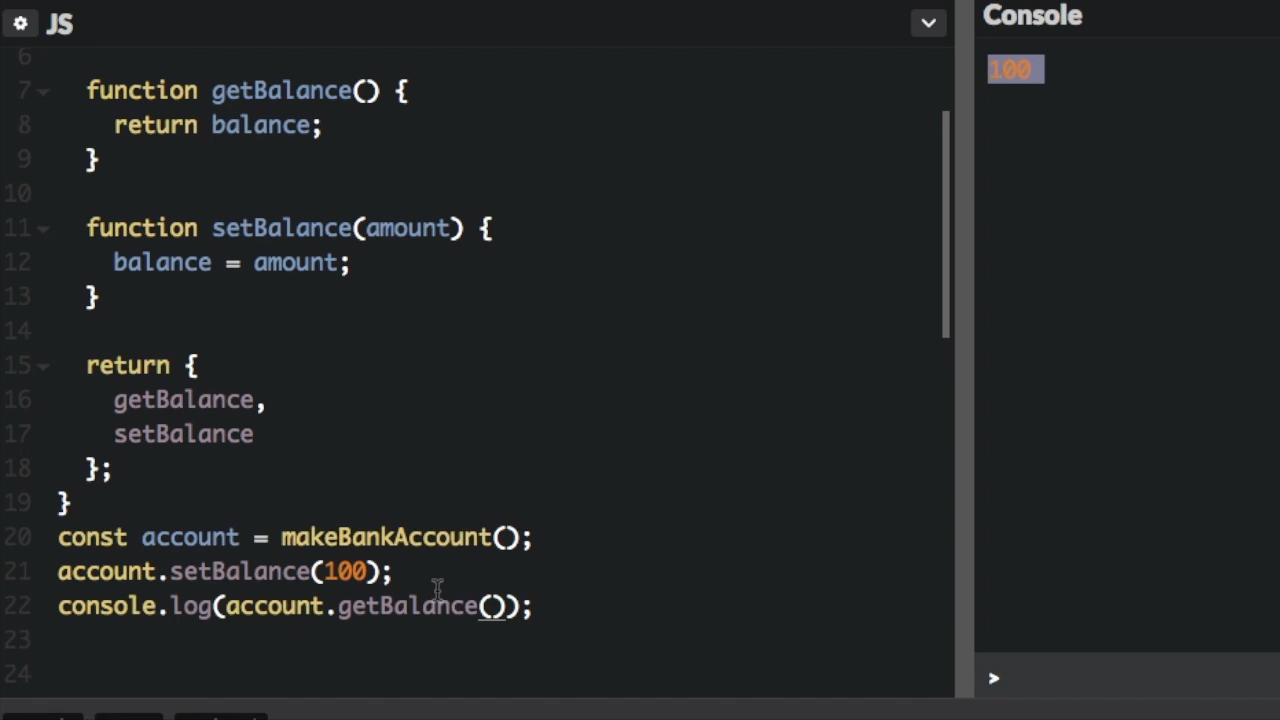 JS
Console
6
7 function getBalance() {
8 return balance;
9 }
10
11 function setBalance(amount) {
12 balance = amount;
13 }
14
15 return {
16 getBalance,
17 setBalance
18 };
19 }
20 const account = makeBankAccount();
21 account.setBalance(100);
22 console.log(account.getBalance());
23
24
100
>